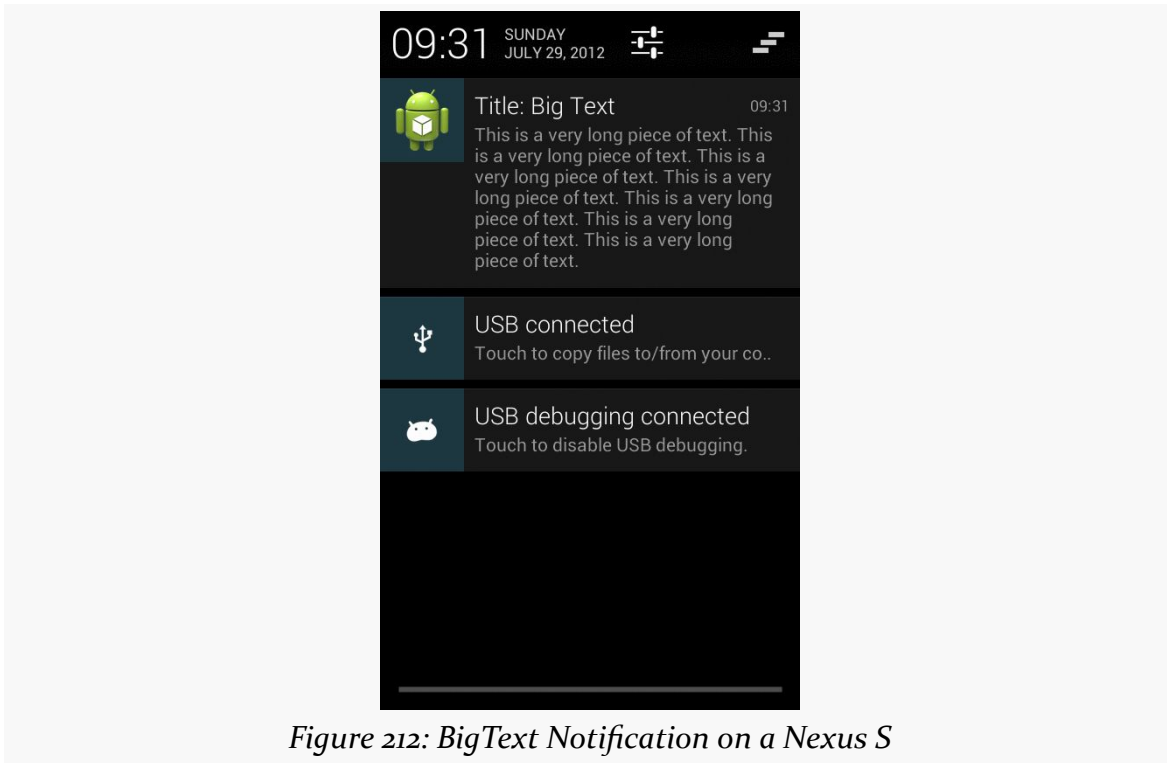 09:31 SUNDAY
JULY 29, 2012
Title: Big Text 09:31
This is a very long piece of text. This
is a very long piece of text. This is a
very long piece of text. This is a very
long piece of text. This is a very long
piece of text. This is a very long
piece of text. This is a very long
piece of text.
USB connected
Touch to copy files to/from your co..
USB debugging connected
Touch to disable USB debugging.
Figure 212: BigText Notification on a Nexus S